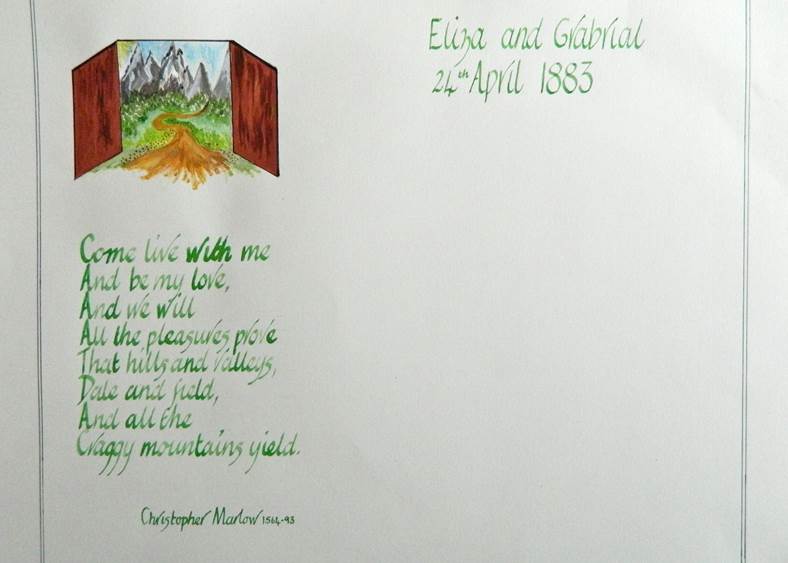 Eliza and Grabrial
24th April 1883
Come live with me
And be my love,
And we will
All the pleasures prove
That hills and valleys,
Dale and field,
And all the
Craggy mountains yield.
Christopher Marlow 1564-93